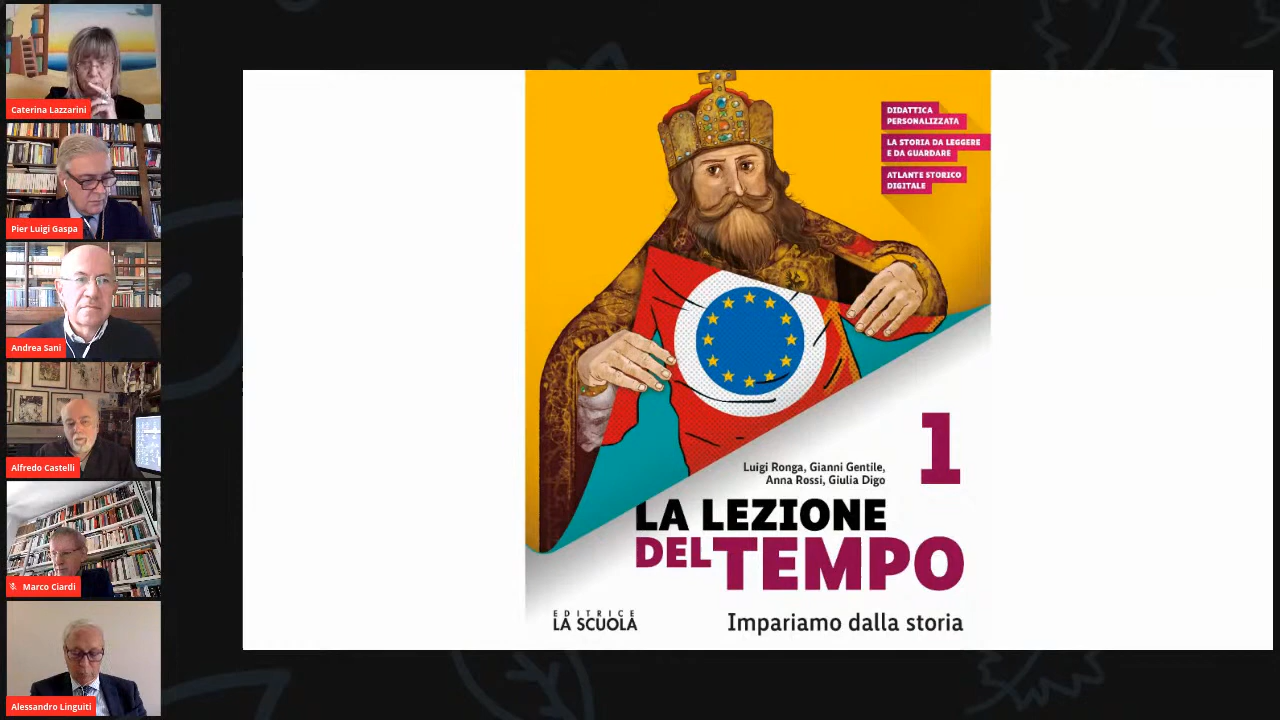 Caterina Lazzarini
Pier Luigi Gaspa
Andrea Sani
Alfredo Castelli
Marco Ciardi
Alessandro Linguiti
DIDATTICA
PERSONALIZZATA
LA STORIA DA LEGGERE
E DA GUARDARE
ATLANTE STORICO
DIGITALE
1
Luigi Ronga, Gianni Gentile,
Anna Rossi, Giulia Digo
LA LEZIONE
DEL TEMPO
Impariamo dalla storia
EDITRICE
LA SCUOLA